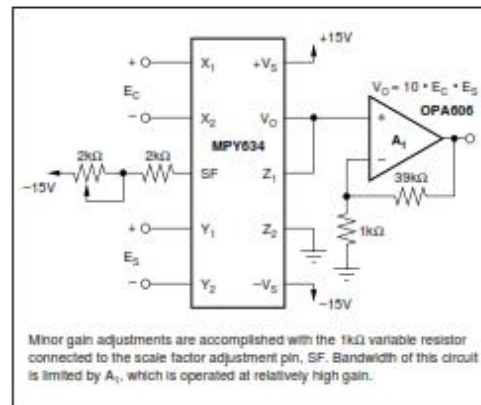 +15V
+ X1 +VS
EC
− X2 VO
MPY634
VO = 10 • EC • ES
OPA606
+ A1 −
2kΩ 2kΩ
−15V
SF Z1
39kΩ
1kΩ
+ Y1 Z2
ES
− Y2 −VS
−15V
Minor gain adjustments are accomplished with the 1kΩ variable resistor
connected to the scale factor adjustment pin, SF. Bandwidth of this circuit
is limited by A1, which is operated at relatively high gain.